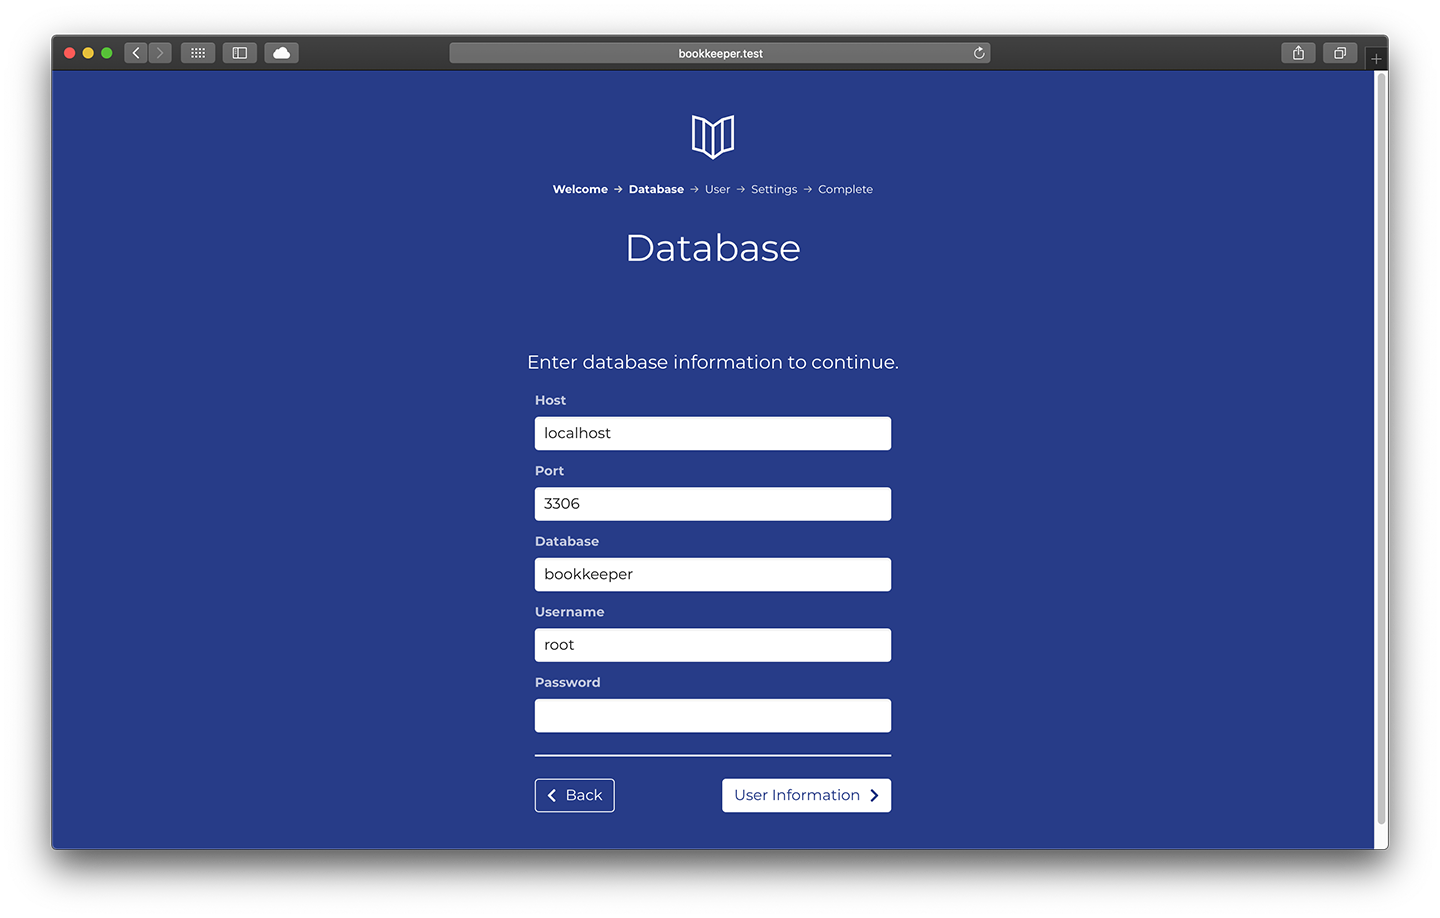 bookkeeper.test
Welcome → Database → User → Settings → Complete
Database
Enter database information to continue.
Host
localhost
Port
3306
Database
bookkeeper
Username
root
Password
Back
User Information